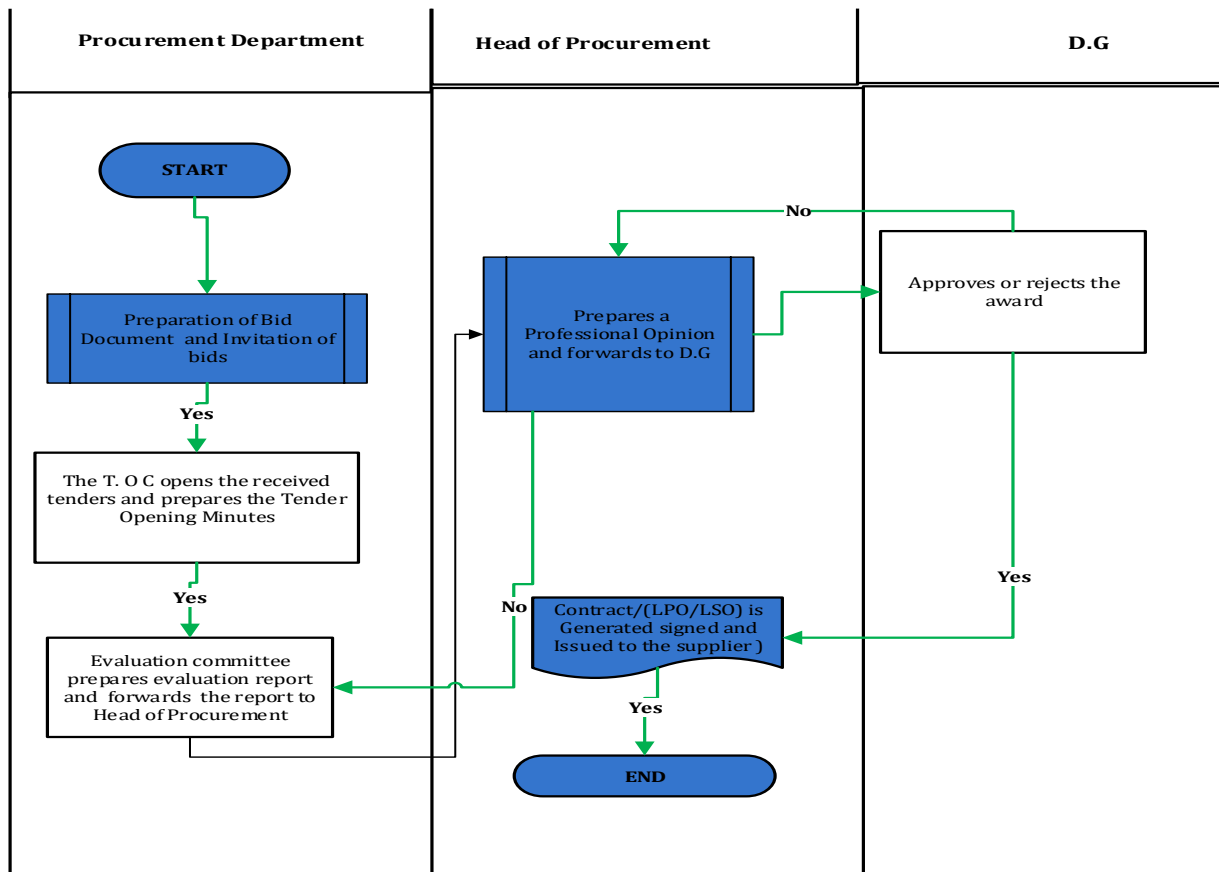 Procurement Department
Head of Procurement
D.G
START
Preparation of Bid
Document and Invitation of
bids
Yes
The T. O C opens the received
tenders and prepares the Tender
Opening Minutes
Yes
Evaluation committee
prepares evaluation report
and forwards the report to
Head of Procurement
No
Prepares a
Professional Opinion
and forwards to D.G
No
Approves or rejects the
award
Yes
Contract/(LPO/LSO) is
Generated signed and
Issued to the supplier )
Yes
END